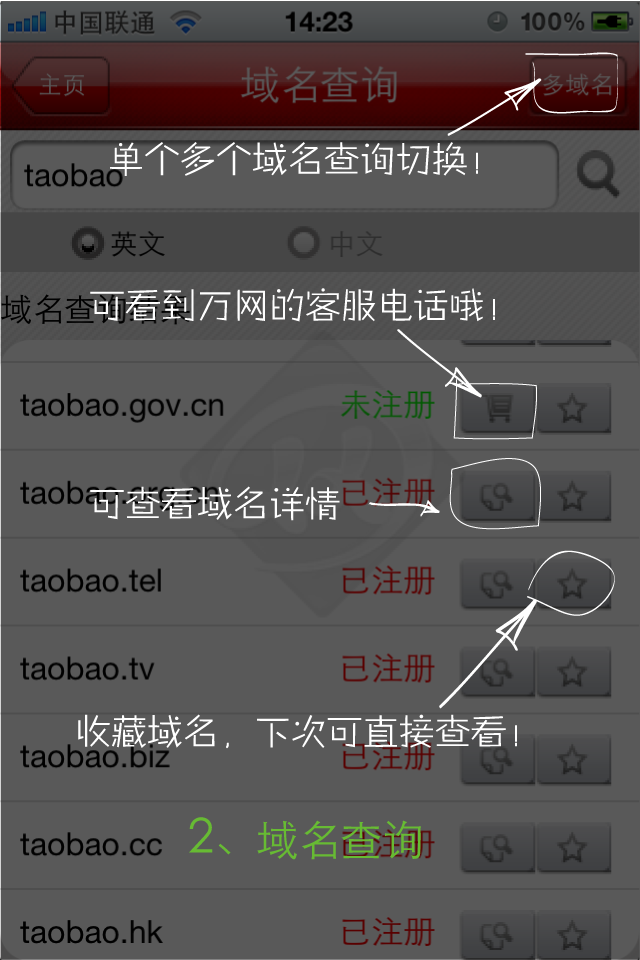 中国联通 14:23 100%
主页 域名查询 多域名
单个多个域名查询切换!
taobao
英文 中文
可看到万网的客服电话哦!
域名查询结果
taobao.gov.cn 未注册
taobao.org.cn 已注册
可查看域名详情
taobao.tel 已注册
taobao.tv 已注册
收藏域名,下次可直接查看!
taobao.biz 已注册
2、域名查询
taobao.cc 已注册
taobao.hk 已注册